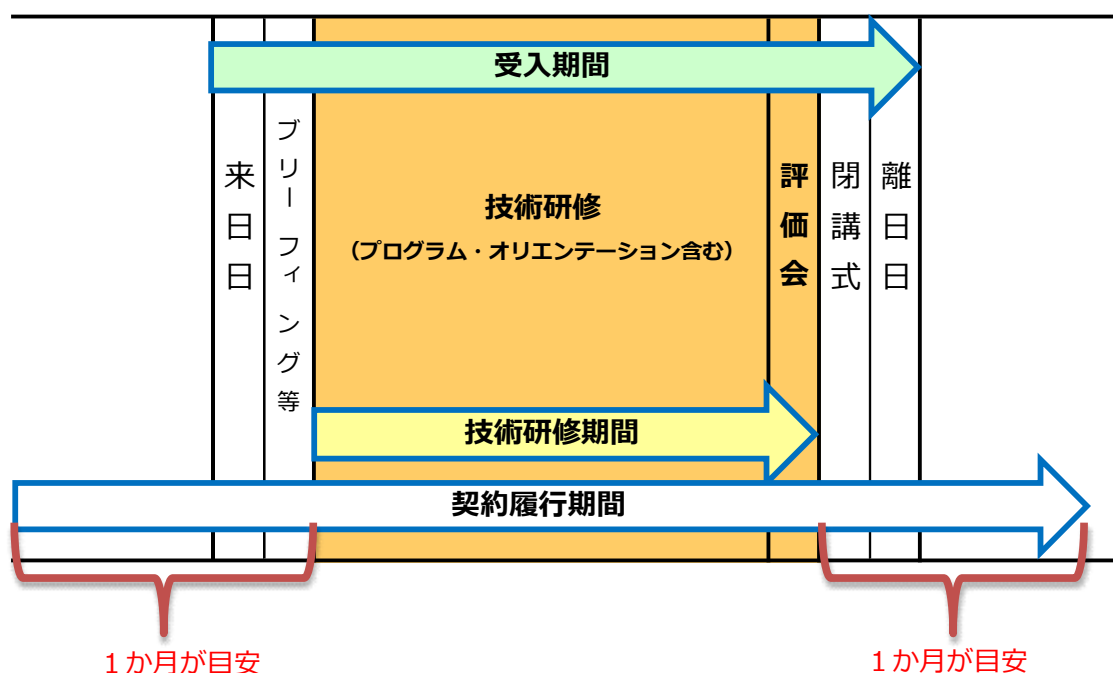 受入期間
来日日
ブリーフィング等
技術研修
（プログラム・オリエンテーション含む）
評価会
閉講式
離日日
技術研修期間
契約履行期間
１か月が目安
１か月が目安